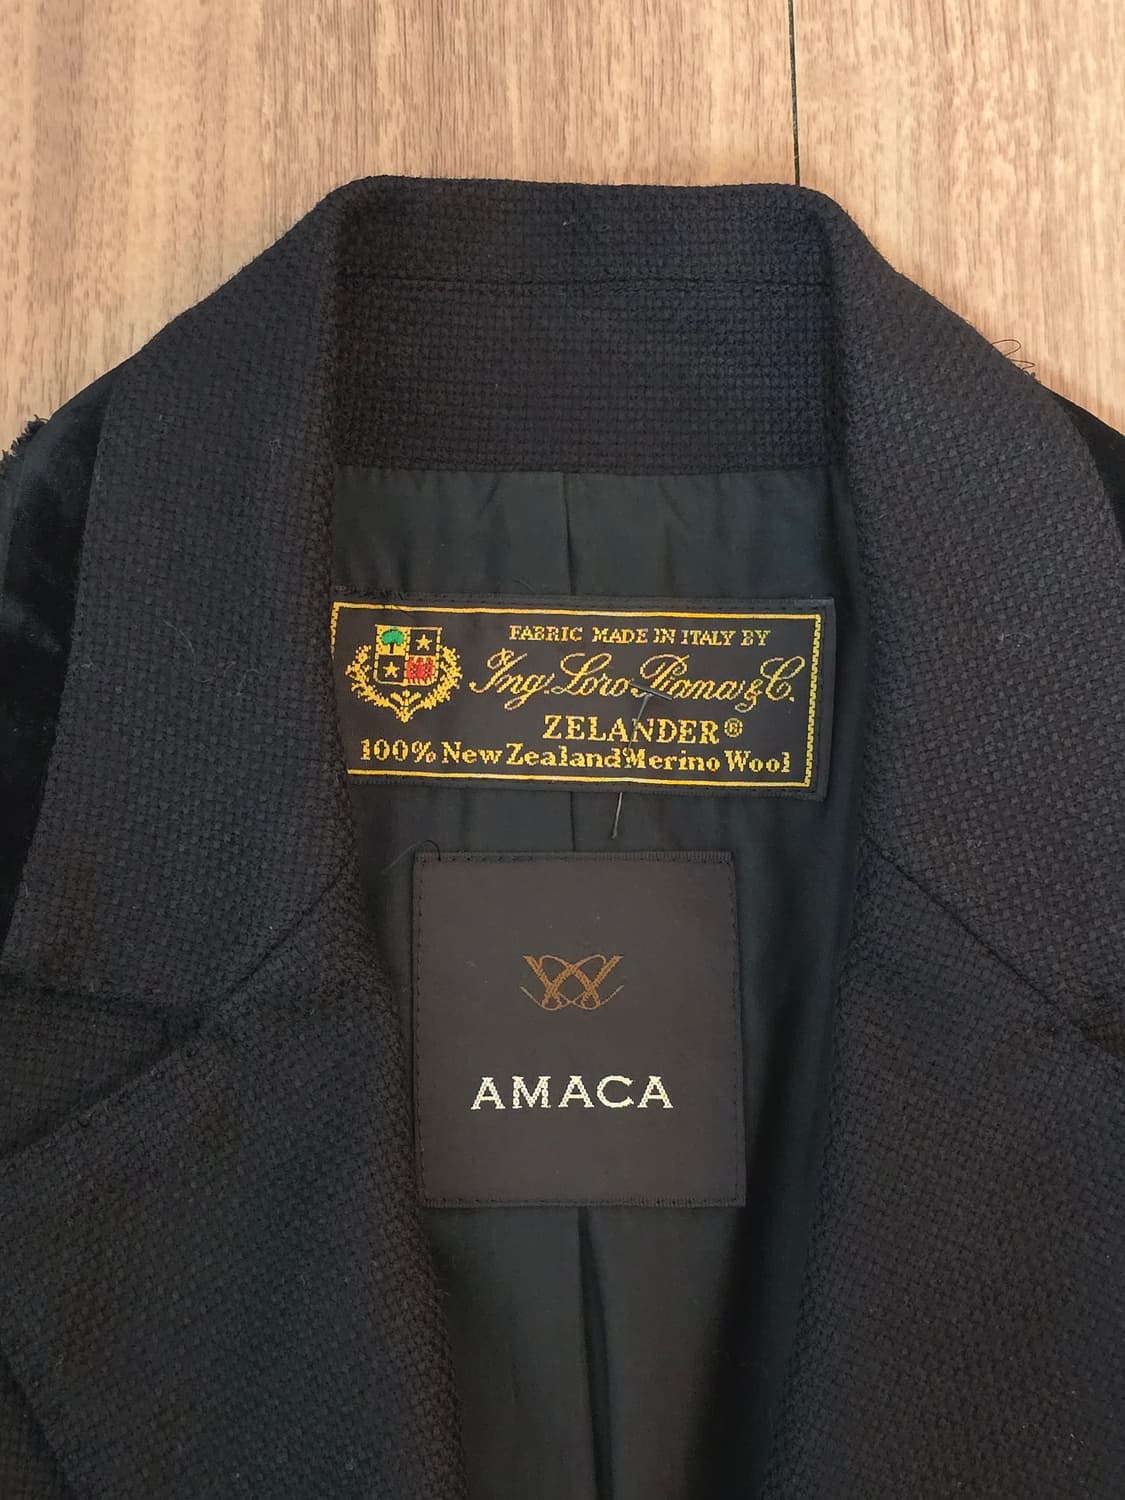 FABRIC MADE IN ITALY BY
Ing. Loro Piana & C.
ZELANDER®
100% New Zealand Merino Wool
AMACA